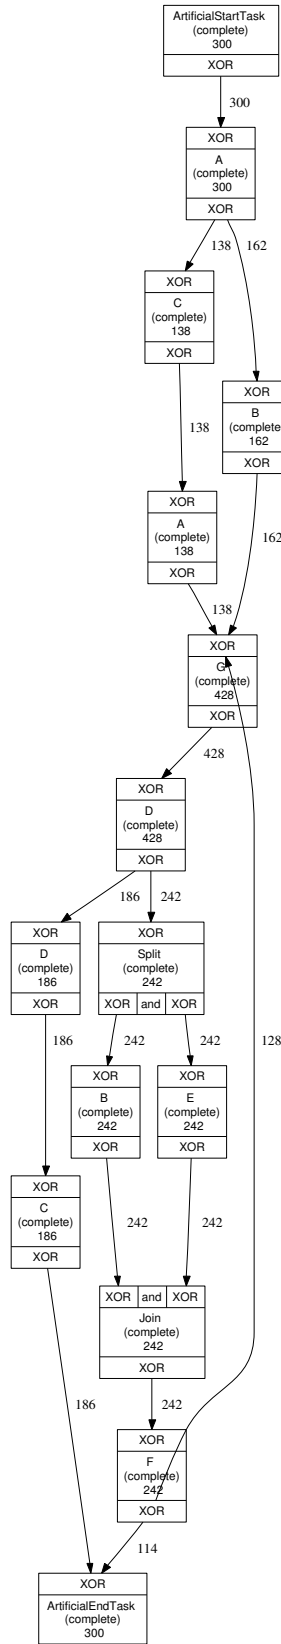 ArtificialStartTask
(complete)
300
XOR
300
XOR
A
(complete)
300
XOR
138
162
XOR
C
(complete)
138
XOR
XOR
B
(complete
162
XOR
138
XOR
A
(complete)
138
XOR
162
138
XOR
G
(complete)
428
XOR
428
XOR
D
(complete)
428
XOR
186
242
XOR
D
(complete)
186
XOR
XOR
Split
(complete)
242
XOR and XOR
186
242
242
128
XOR
B
(complete)
242
XOR
XOR
E
(complete)
242
XOR
XOR
C
(complete)
186
XOR
242
242
XOR and XOR
Join
(complete)
242
XOR
186
242
XOR
F
(complete)
242
XOR
114
XOR
ArtificialEndTask
(complete)
300